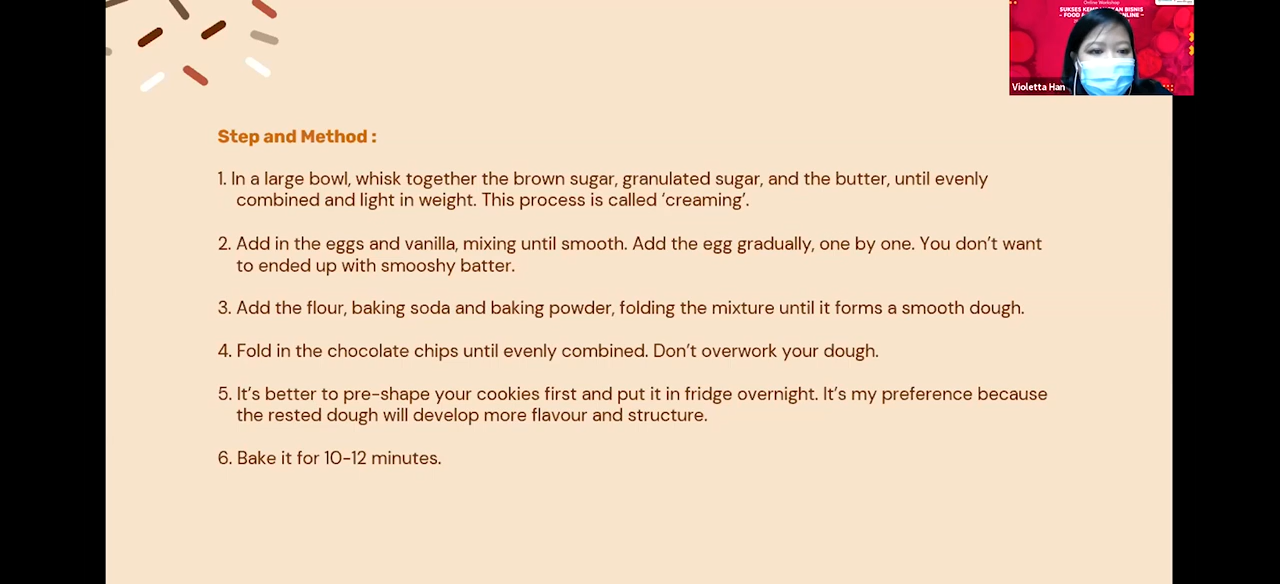 Online Workshop
- FOOD
Violetta Han
Step and Method :
1. In a large bowl, whisk together the brown sugar, granulated sugar, and the butter, until evenly
combined and light in weight. This process is called ‘creaming’.
2. Add in the eggs and vanilla, mixing until smooth. Add the egg gradually, one by one. You don’t want
to ended up with smooshy batter.
3. Add the flour, baking soda and baking powder, folding the mixture until it forms a smooth dough.
4. Fold in the chocolate chips until evenly combined. Don’t overwork your dough.
5. It’s better to pre-shape your cookies first and put it in fridge overnight. It’s my preference because
the rested dough will develop more flavour and structure.
6. Bake it for 10-12 minutes.